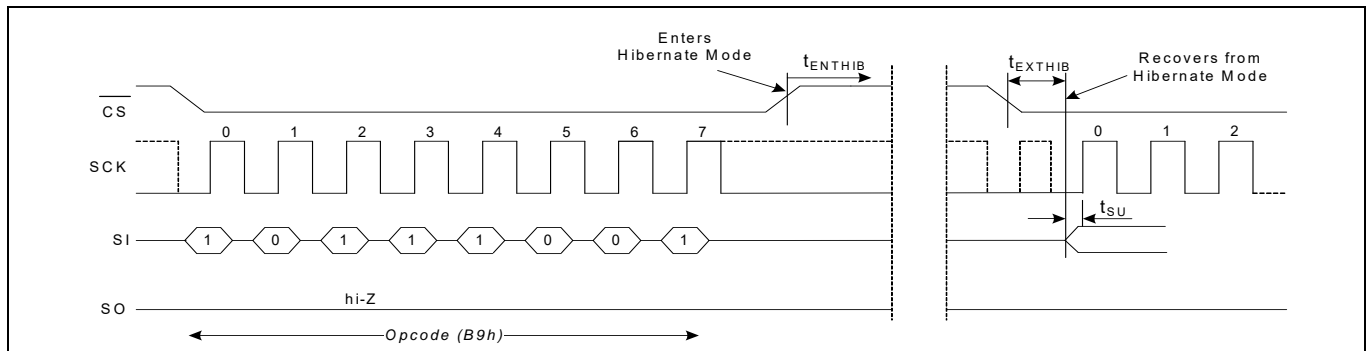 Enters
Hibernate Mode
tENTHIB
tEXTHIB
Recovers from
Hibernate Mode
CS
0 1 2 3 4 5 6 7 0 1 2
SCK
tSU
SI 1 0 1 1 1 0 0 1
hi-Z
SO
Opcode (B9h)